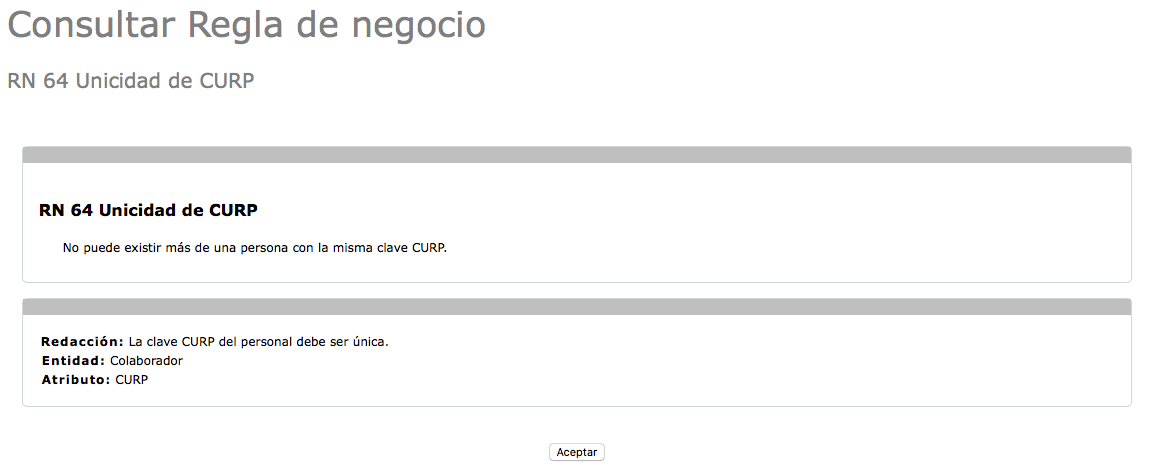 Consultar Regla de negocio
RN 64 Unicidad de CURP
RN 64 Unicidad de CURP
No puede existir más de una persona con la misma clave CURP.
Redacción: La clave CURP del personal debe ser única.
Entidad: Colaborador
Atributo: CURP
Aceptar